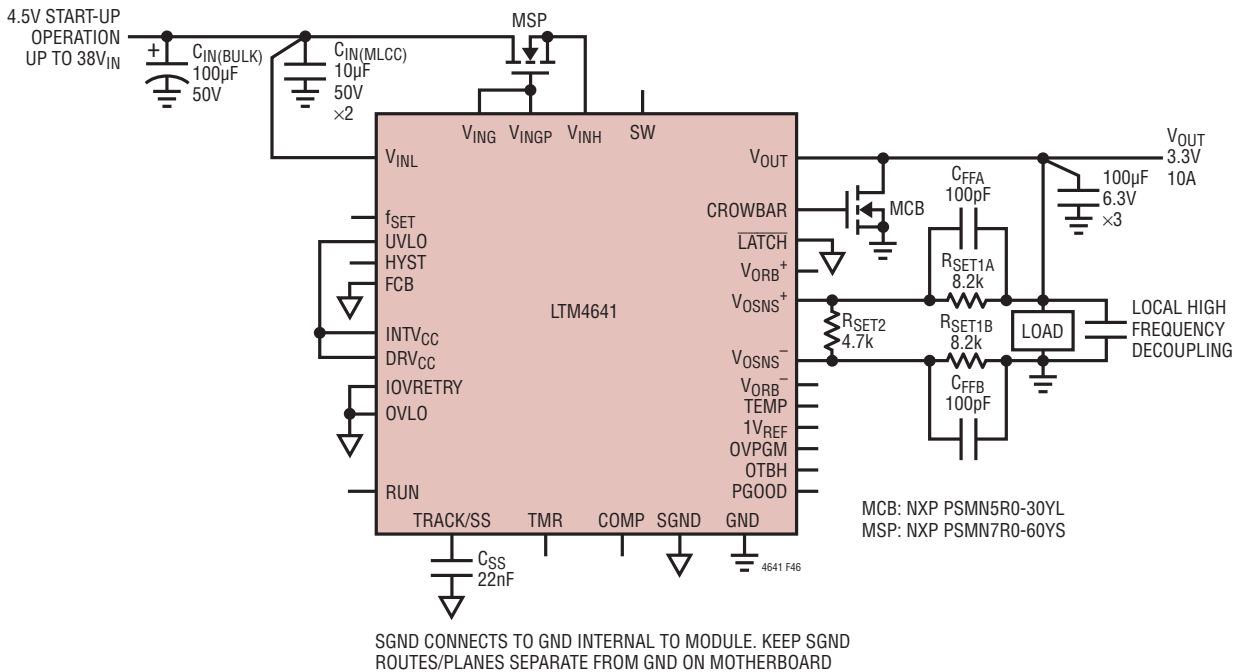 4.5V START-UP
OPERATION
UP TO 38VIN
+
CIN(BULK)
100µF
50V
CIN(MLCC)
10µF
50V
×2
MSP
VING
VINGP
VINH
SW
VINL
fSET
UVLO
HYST
FCB
INTVCC
DRVCC
IOVRETRY
OVLO
RUN
LTM4641
VOUT
CROWBAR
LATCH
VORB+
VOSNS+
VOSNS−
VORB−
TEMP
1VREF
OVPGM
OTBH
PGOOD
TRACK/SS
TMR
COMP
SGND
GND
CSS
22nF
4641 F46
MCB
CFFA
100pF
RSET1A
8.2k
RSET2
4.7k
RSET1B
8.2k
CFFB
100pF
LOAD
100µF
6.3V
×3
VOUT
3.3V
10A
LOCAL HIGH
FREQUENCY
DECOUPLING
MCB: NXP PSMN5R0-30YL
MSP: NXP PSMN7R0-60YS
SGND CONNECTS TO GND INTERNAL TO MODULE. KEEP SGND
ROUTES/PLANES SEPARATE FROM GND ON MOTHERBOARD